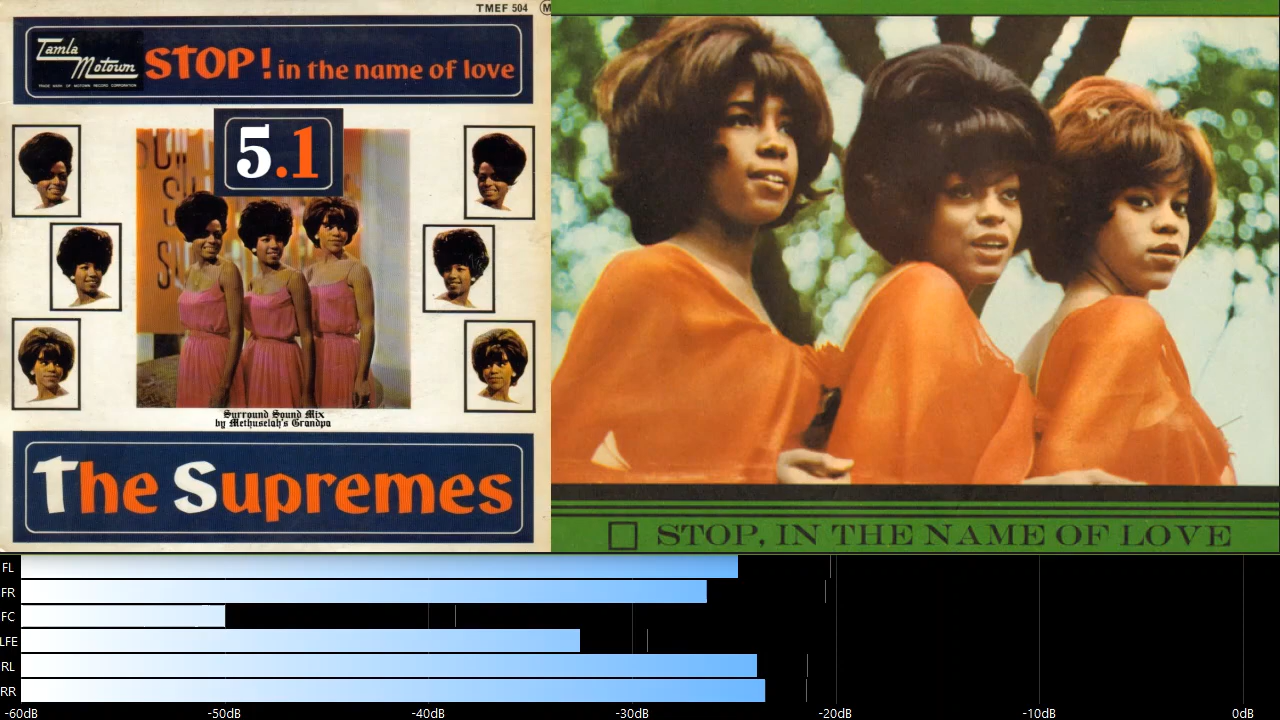 TMEF 504
M
Tamla
Motown
TRADE MARK OF MOTOWN RECORD CORPORATION
STOP! in the name of love
5.1
Surround Sound Mix
by Methuselah's Grandpa
The Supremes
STOP, IN THE NAME OF LOVE
FL
FR
FC
LFE
RL
RR
-60dB -50dB -40dB -30dB -20dB -10dB 0dB